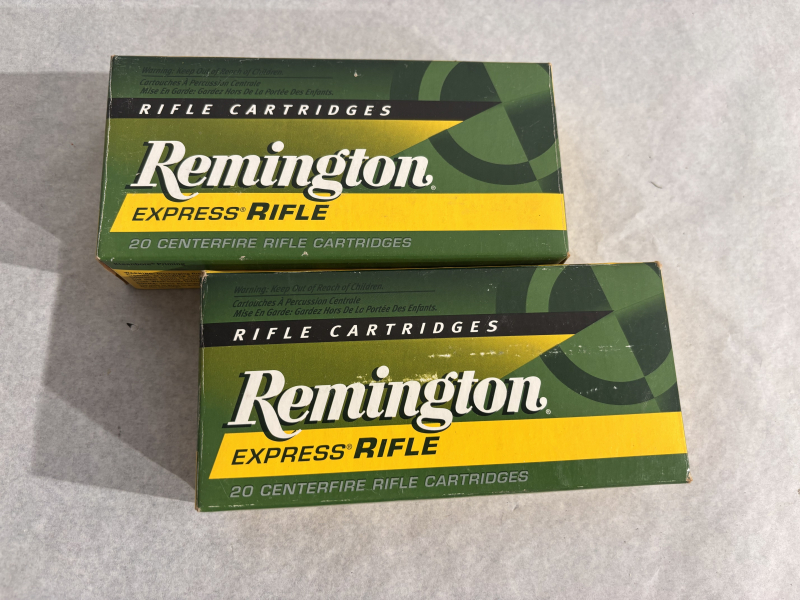 Warning: Keep Out of Reach of Children.
Cartouches À Percussion Centrale
Mise En Garde: Gardez Hors De La Portée Des Enfants.
RIFLE CARTRIDGES
Remington®
EXPRESS® RIFLE
20 CENTERFIRE RIFLE CARTRIDGES
Warning: Keep Out of Reach of Children.
Cartouches À Percussion Centrale
Mise En Garde: Gardez Hors De La Portée Des Enfants.
RIFLE CARTRIDGES
Remington®
EXPRESS® RIFLE
20 CENTERFIRE RIFLE CARTRIDGES